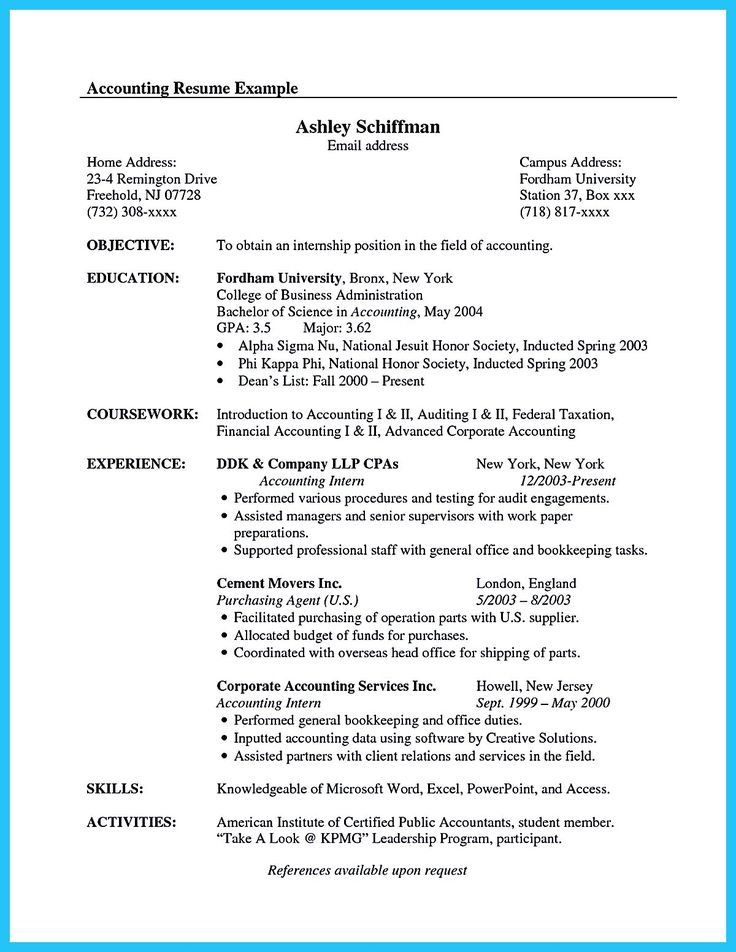 Accounting Resume Example
Ashley Schiffman
Email address
Home Address: Campus Address:
23-4 Remington Drive Fordham University
Freehold, NJ 07728 Station 37, Box xxx
(732) 308-xxxx (718) 817-xxxx
OBJECTIVE: To obtain an internship position in the field of accounting.
EDUCATION: Fordham University, Bronx, New York
College of Business Administration
Bachelor of Science in Accounting, May 2004
GPA: 3.5 Major: 3.62
• Alpha Sigma Nu, National Jesuit Honor Society, Inducted Spring 2003
• Phi Kappa Phi, National Honor Society, Inducted Spring 2003
• Dean's List: Fall 2000 – Present
COURSEWORK: Introduction to Accounting I & II, Auditing I & II, Federal Taxation,
Financial Accounting I & II, Advanced Corporate Accounting
EXPERIENCE: DDK & Company LLP CPAs New York, New York
Accounting Intern 12/2003-Present
• Performed various procedures and testing for audit engagements.
• Assisted managers and senior supervisors with work paper
preparations.
• Supported professional staff with general office and bookkeeping tasks.
Cement Movers Inc. London, England
Purchasing Agent (U.S.) 5/2003 – 8/2003
• Facilitated purchasing of operation parts with U.S. supplier.
• Allocated budget of funds for purchases.
• Coordinated with overseas head office for shipping of parts.
Corporate Accounting Services Inc. Howell, New Jersey
Accounting Intern Sept. 1999 – May 2000
• Performed general bookkeeping and office duties.
• Inputted accounting data using software by Creative Solutions.
• Assisted partners with client relations and services in the field.
SKILLS: Knowledgeable of Microsoft Word, Excel, PowerPoint, and Access.
ACTIVITIES: American Institute of Certified Public Accountants, student member.
“Take A Look @ KPMG” Leadership Program, participant.
References available upon request